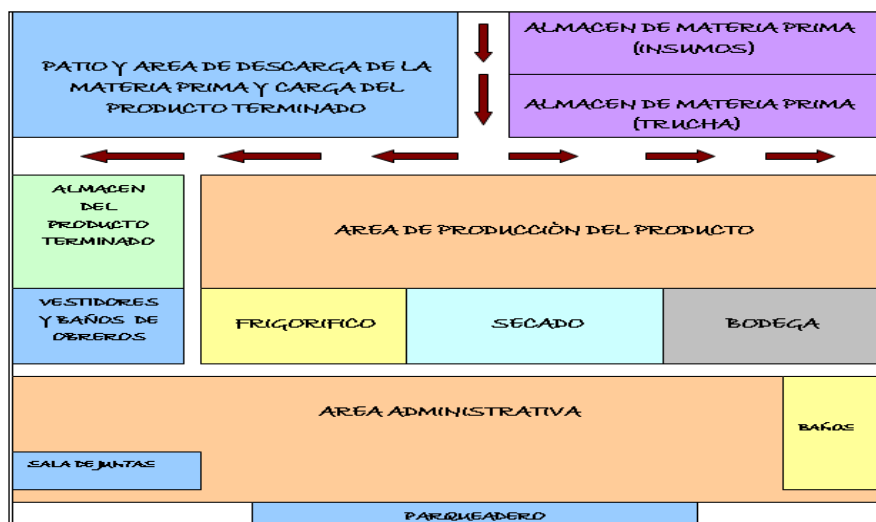 PATIO Y AREA DE DESCARGA DE LA
MATERIA PRIMA Y CARGA DEL
PRODUCTO TERMINADO
ALMACEN DE MATERIA PRIMA
(INSUMOS)
ALMACEN DE MATERIA PRIMA
(TRUCHA)
ALMACEN
DEL
PRODUCTO
TERMINADO
AREA DE PRODUCCIÒN DEL PRODUCTO
VESTIDORES
Y BAÑOS DE
OBREROS
FRIGORIFICO
SECADO
BODEGA
AREA ADMINISTRATIVA
BAÑOS
SALA DE JUNTAS
PARQUEADERO